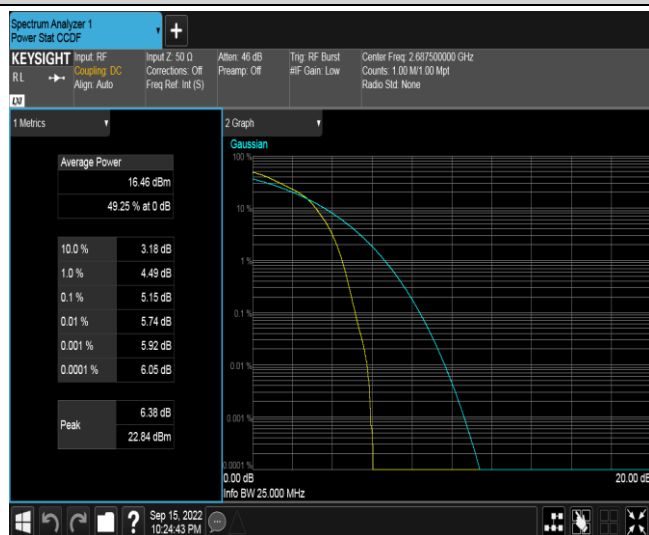 Spectrum Analyzer 1
Power Stat CCDF
+
KEYSIGHT
RL
LXI
Input: RF
Coupling: DC
Align: Auto
Input Z: 50 Ω
Corrections: Off
Freq Ref: Int (S)
Atten: 46 dB
Preamp: Off
Trig: RF Burst
#IF Gain: Low
Center Freq: 2.687500000 GHz
Counts: 1.00 M/1.00 Mpt
Radio Std: None
1 Metrics
Average Power
16.46 dBm
49.25 % at 0 dB
10.0 % 3.18 dB
1.0 % 4.49 dB
0.1 % 5.15 dB
0.01 % 5.74 dB
0.001 % 5.92 dB
0.0001 % 6.05 dB
Peak
6.38 dB
22.84 dBm
2 Graph
Gaussian
100 %
10 %
1 %
0.1 %
0.01 %
0.001 %
0.0001 %
0.00 dB 20.00 dB
Info BW 25.000 MHz
?
Sep 15, 2022
10:24:43 PM